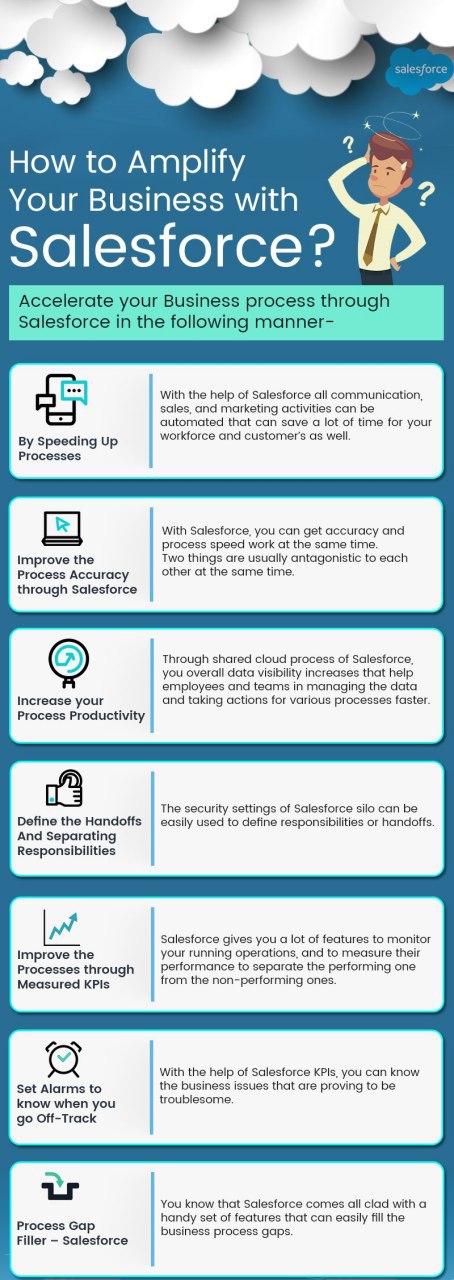 salesforce
How to Amplify
Your Business with
Salesforce?
?
?
Accelerate your Business process through
Salesforce in the following manner-
By Speeding Up
Processes
With the help of Salesforce all communication,
sales, and marketing activities can be
automated that can save a lot of time for your
workforce and customer's as well.
Improve the
Process Accuracy
through Salesforce
With Salesforce, you can get accuracy and
process speed work at the same time.
Two things are usually antagonistic to each
other at the same time.
Increase your
Process Productivity
Through shared cloud process of Salesforce,
you overall data visibility increases that help
employees and teams in managing the data
and taking actions for various processes faster.
Define the Handoffs
And Separating
Responsibilities
The security settings of Salesforce silo can be
easily used to define responsibilities or handoffs.
Improve the
Processes through
Measured KPIs
Salesforce gives you a lot of features to monitor
your running operations, and to measure their
performance to separate the performing one
from the non-performing ones.
Set Alarms to
know when you
go Off-Track
With the help of Salesforce KPIs, you can know
the business issues that are proving to be
troublesome.
Process Gap
Filler – Salesforce
You know that Salesforce comes all clad with a
handy set of features that can easily fill the
business process gaps.